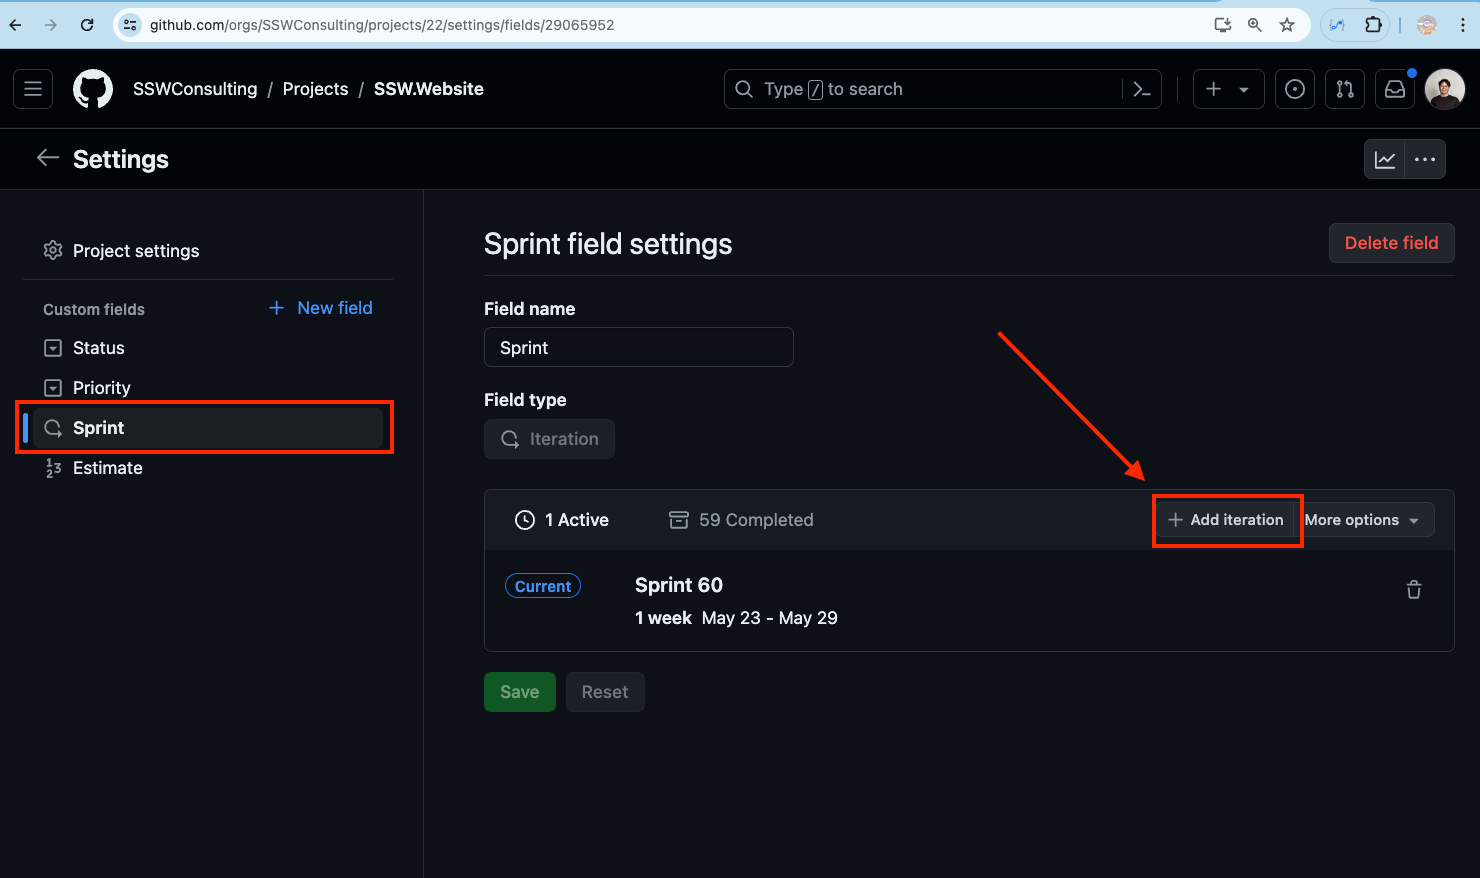 github.com/orgs/SSWConsulting/projects/22/settings/fields/29065952
SSWConsulting / Projects / SSW.Website
Type / to search
Settings
Project settings
Custom fields
New field
Status
Priority
Sprint
Estimate
Sprint field settings
Delete field
Field name
Sprint
Field type
Iteration
1 Active
59 Completed
Add iteration
More options
Current
Sprint 60
1 week May 23 - May 29
Save
Reset